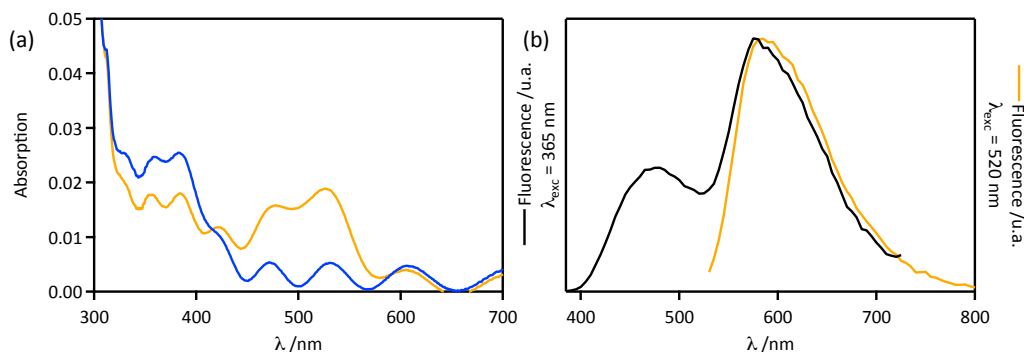 (a)
0.05
0.04
0.03
0.02
0.01
0.00
Absorption
300
400
500
600
700
λ /nm
(b)
Fluorescence /u.a.
λexc = 365 nm
400
500
600
700
800
λ /nm
Fluorescence /u.a.
λexc = 520 nm